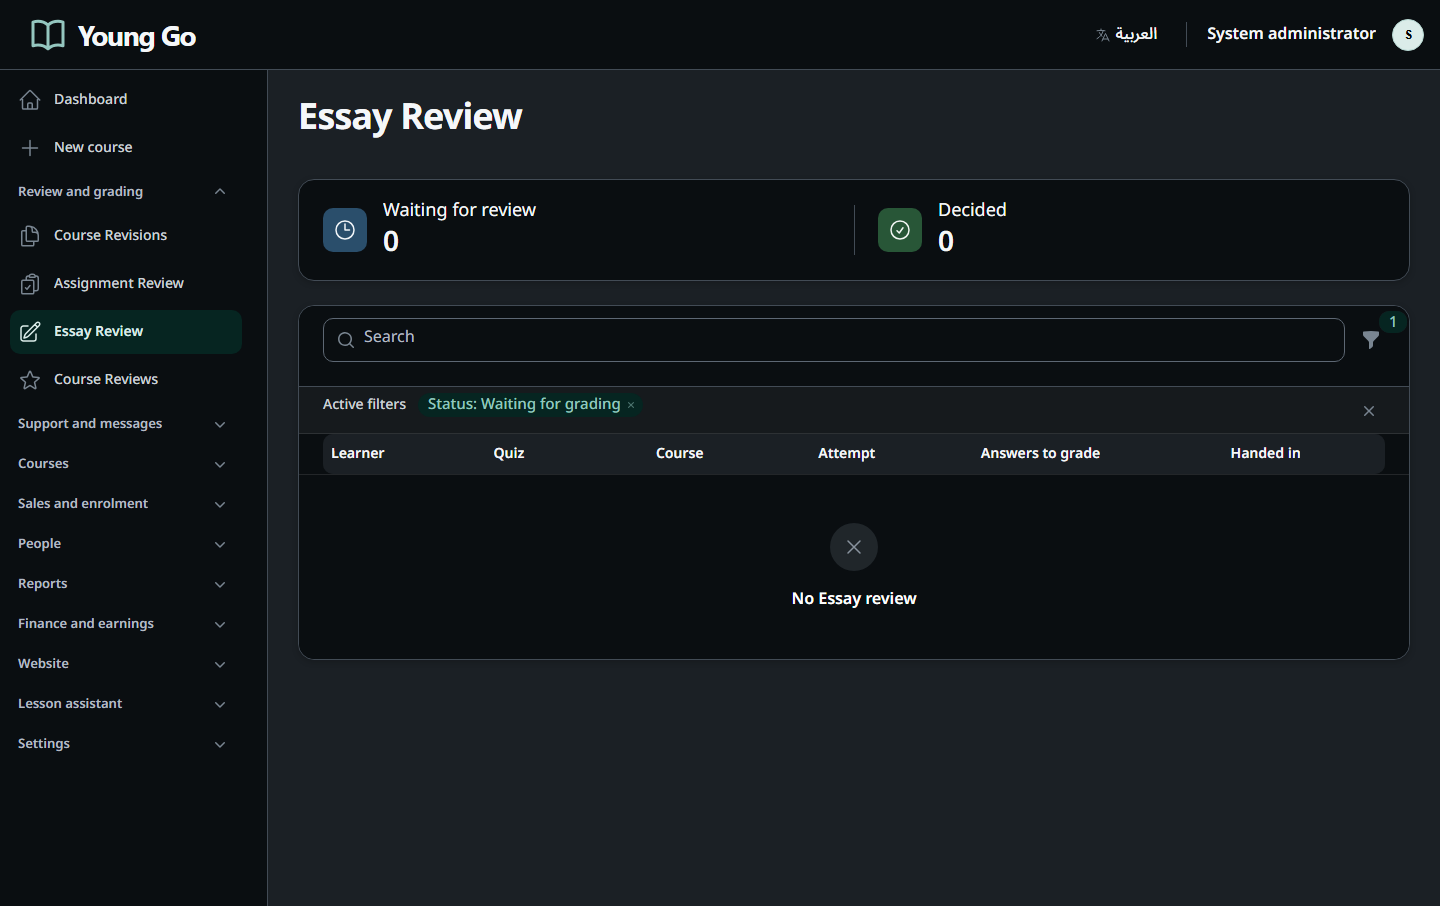 Young Go
العربية
System administrator
S
Dashboard
New course
Review and grading
Course Revisions
Assignment Review
Essay Review
Course Reviews
Support and messages
Courses
Sales and enrolment
People
Reports
Finance and earnings
Website
Lesson assistant
Settings
Essay Review
Waiting for review
0
Decided
0
Search
1
Active filters Status: Waiting for grading ×
Learner Quiz Course Attempt Answers to grade Handed in
No Essay review